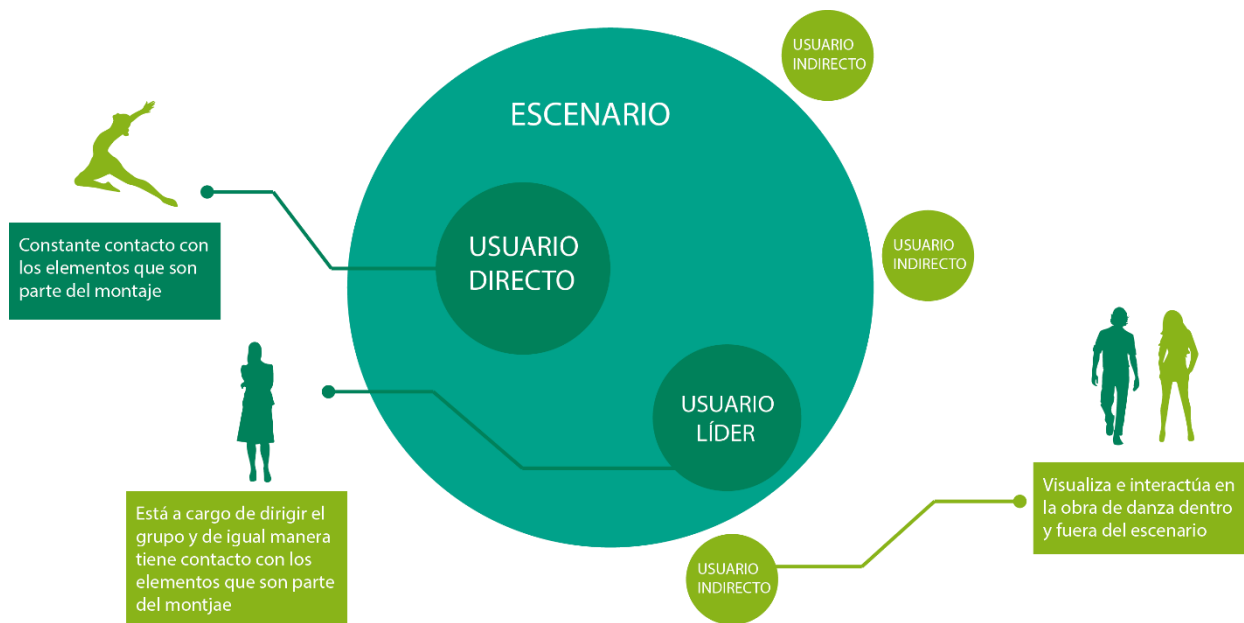 USUARIO
INDIRECTO
ESCENARIO
USUARIO
DIRECTO
USUARIO
INDIRECTO
Constante contacto con
los elementos que son
parte del montaje
USUARIO
LÍDER
Está a cargo de dirigir el
grupo y de igual manera
tiene contacto con los
elementos que son parte
del montjae
Visualiza e interactúa en
la obra de danza dentro
y fuera del escenario
USUARIO
INDIRECTO